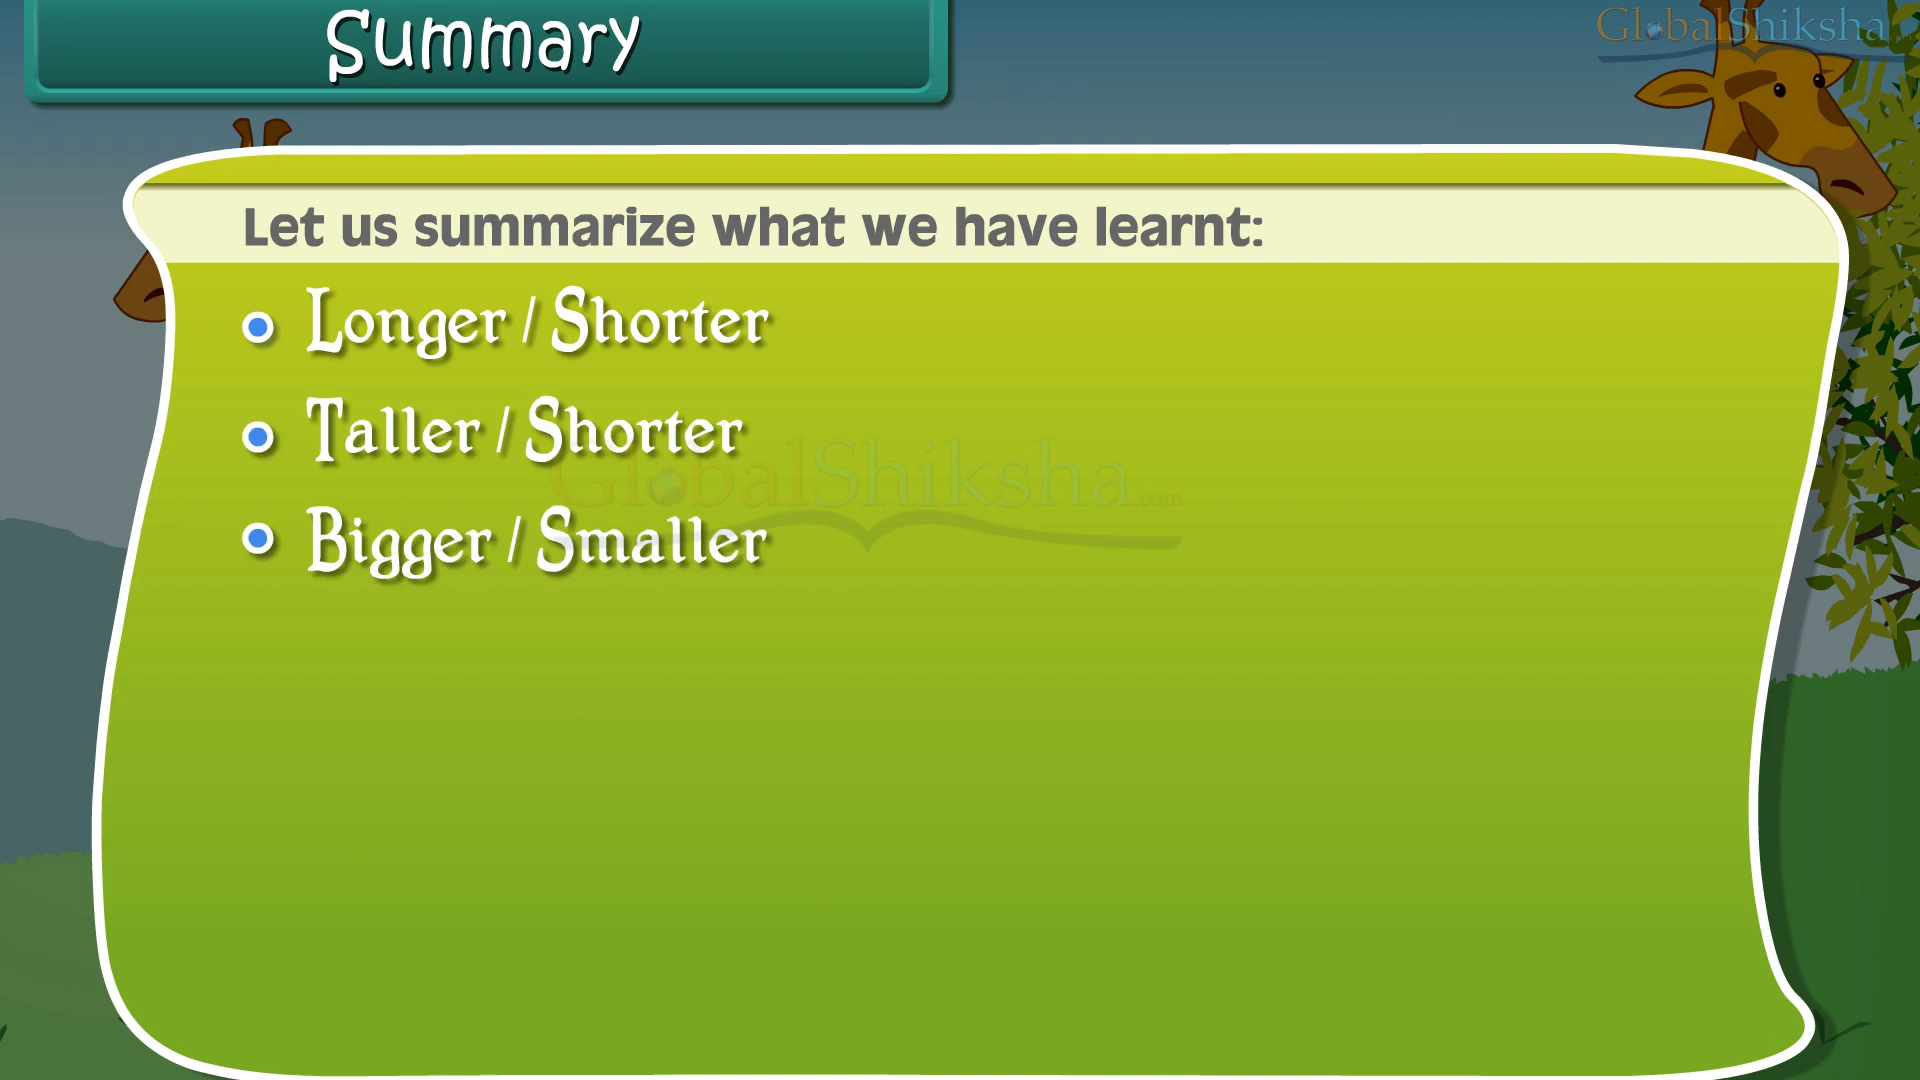 Summary
GlobalShiksha
Let us summarize what we have learnt:
Longer / Shorter
Taller / Shorter
GlobalShiksha.com
Bigger / Smaller